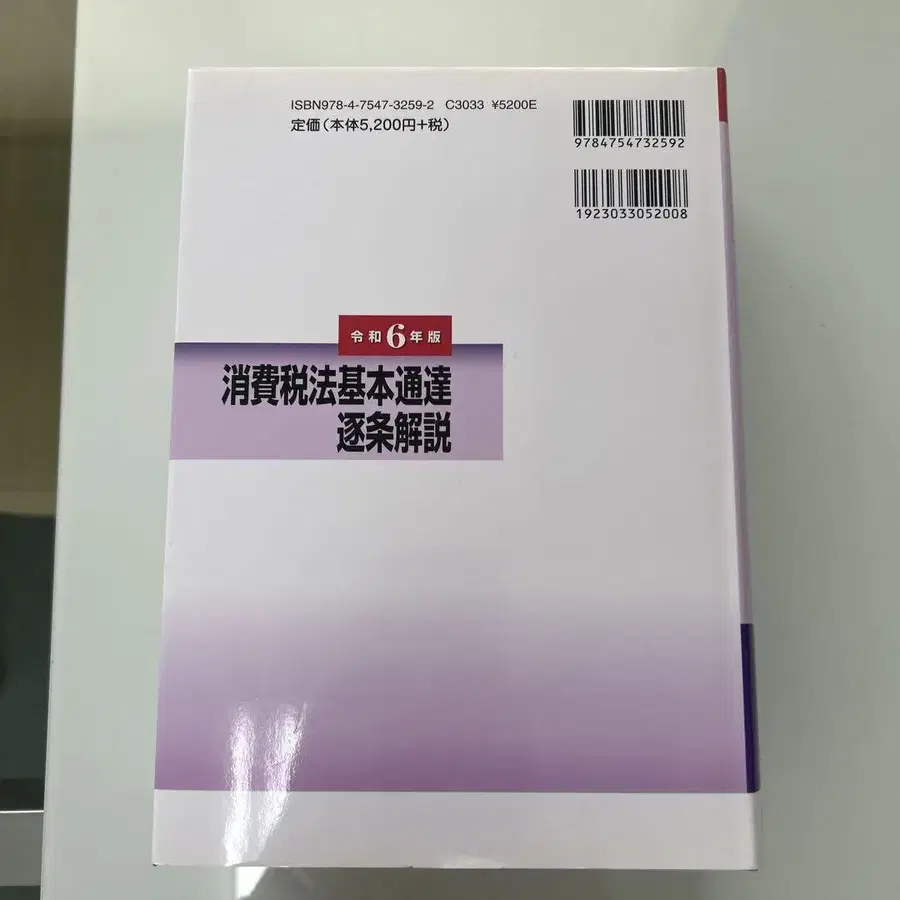 ISBN978-4-7547-3259-2 C3033 ¥5200E
定価(本体5,200円+税)
9784754732592
1923033052008
令和6年版
消費税法基本通達
逐条解説